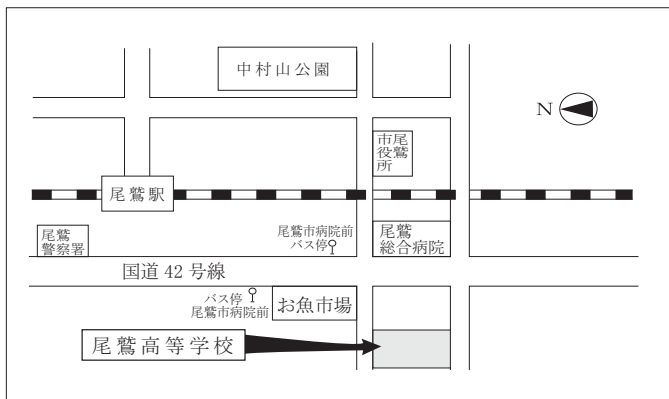 中村山公園
N
市尾
役鷲
所
尾鷲駅
尾鷲
警察署
尾鷲市病院前
バス停
尾鷲
総合病院
国道 42 号線
バス停
尾鷲市病院前
お魚市場
尾鷲高等学校